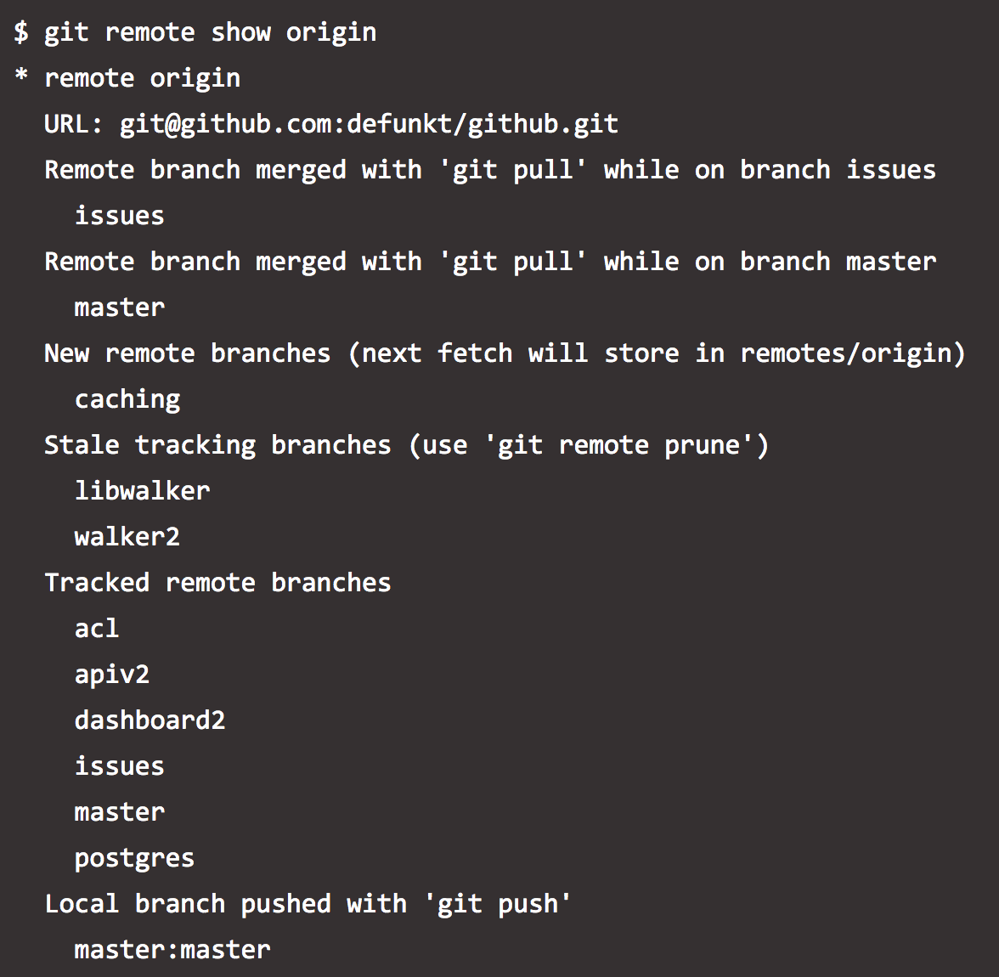 $ git remote show origin
* remote origin
  URL: git@github.com:defunkt/github.git
  Remote branch merged with 'git pull' while on branch issues
    issues
  Remote branch merged with 'git pull' while on branch master
    master
  New remote branches (next fetch will store in remotes/origin)
    caching
  Stale tracking branches (use 'git remote prune')
    libwalker
    walker2
  Tracked remote branches
    acl
    apiv2
    dashboard2
    issues
    master
    postgres
  Local branch pushed with 'git push'
    master:master